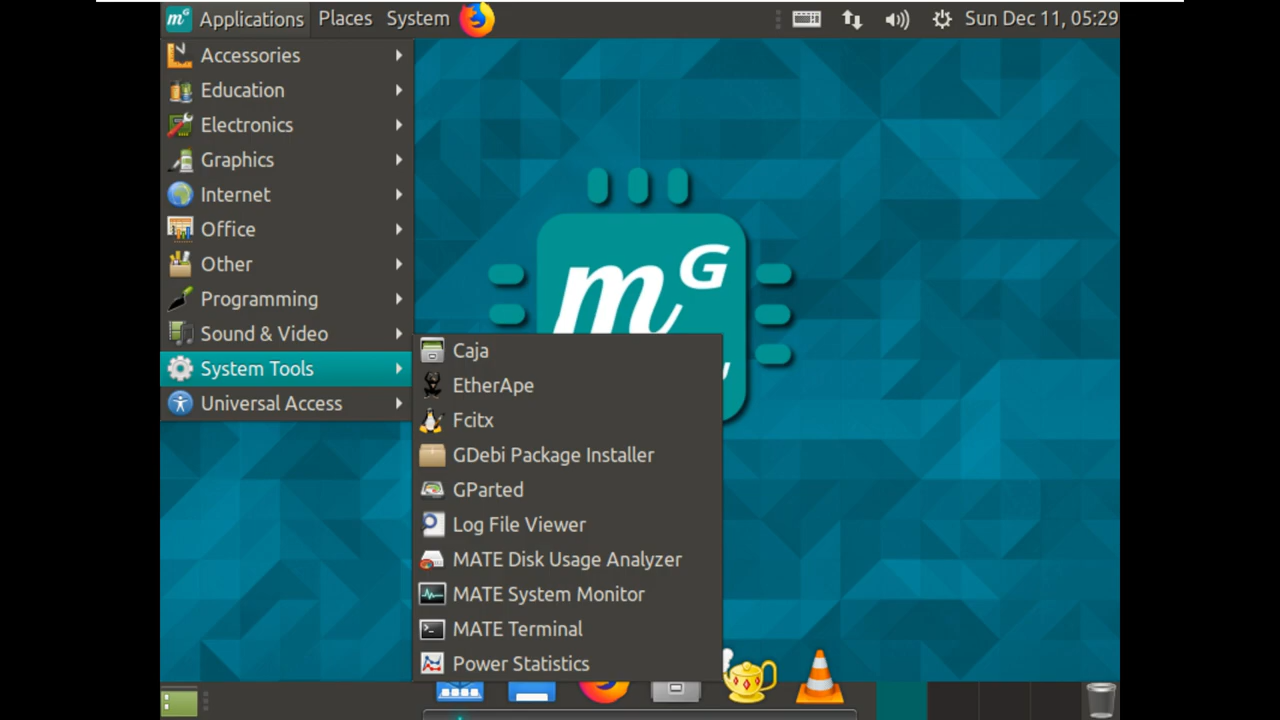 Applications Places System Sun Dec 11, 05:29
Accessories
Education
Electronics
Graphics
Internet
Office
Other
Programming
Sound & Video
System Tools
Universal Access
mG
Caja
EtherApe
Fcitx
GDebi Package Installer
GParted
Log File Viewer
MATE Disk Usage Analyzer
MATE System Monitor
MATE Terminal
Power Statistics